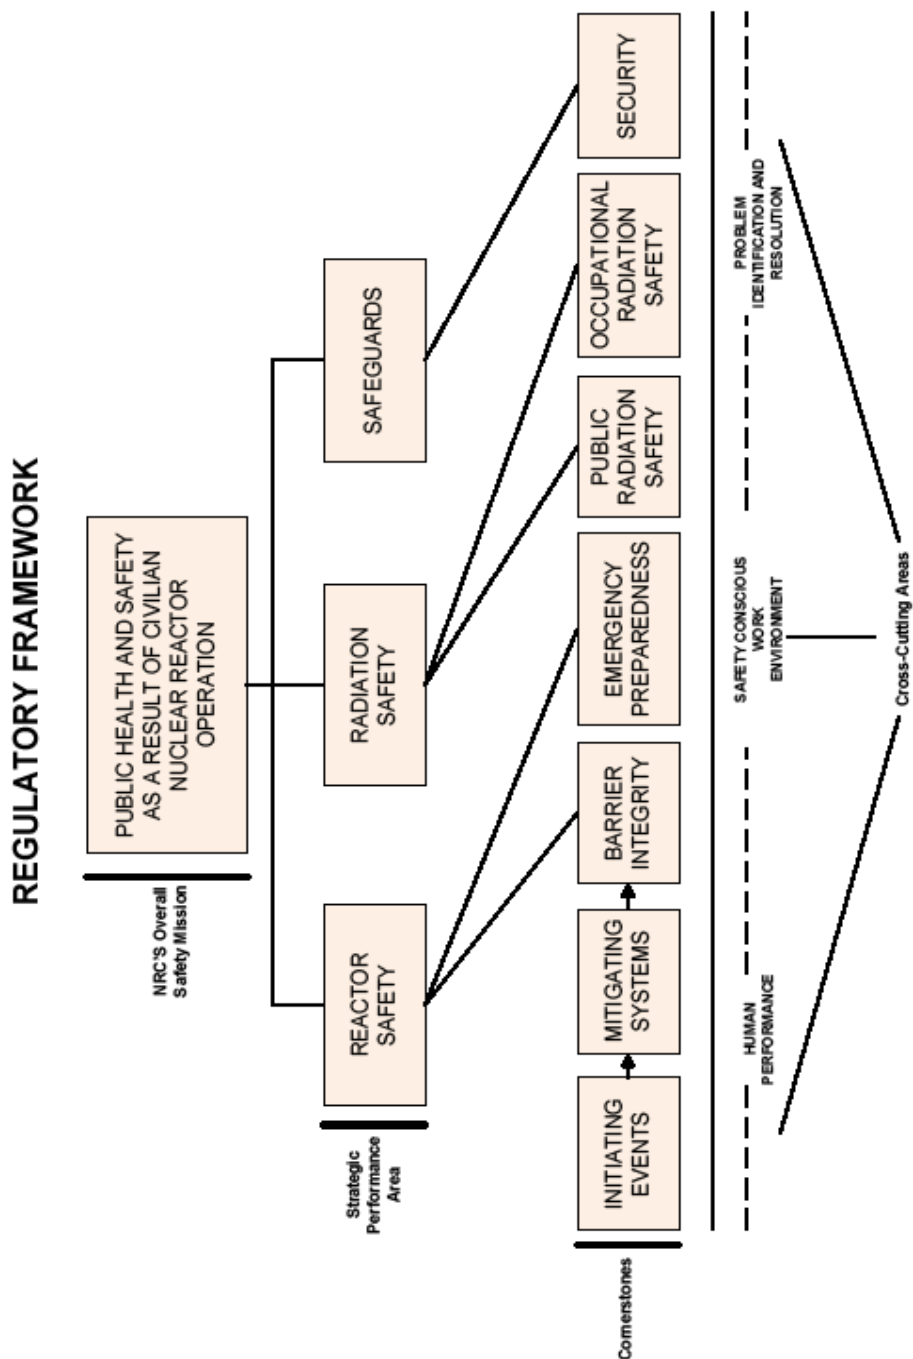 REGULATORY FRAMEWORK
NRC'S Overall
Safety Mission
PUBLIC HEALTH AND SAFETY
AS A RESULT OF CIVILIAN
NUCLEAR REACTOR
OPERATION
Strategic
Performance
Area
REACTOR
SAFETY
RADIATION
SAFETY
SAFEGUARDS
Cornerstones
INITIATING
EVENTS
MITIGATING
SYSTEMS
BARRIER
INTEGRITY
EMERGENCY
PREPAREDNESS
PUBLIC
RADIATION
SAFETY
OCCUPATIONAL
RADIATION
SAFETY
SECURITY
HUMAN
PERFORMANCE
SAFETY CONSCIOUS
WORK
ENVIRONMENT
PROBLEM
IDENTIFICATION AND
RESOLUTION
Cross-Cutting Areas